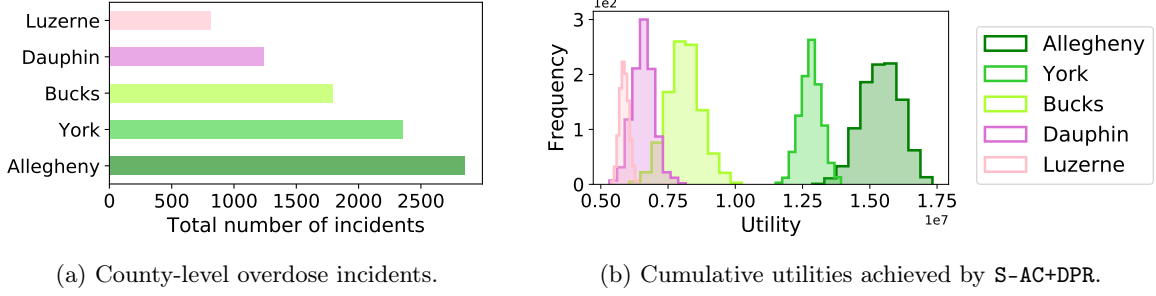 Luzerne
Dauphin
Bucks
York
Allegheny
0 500 1000 1500 2000 2500
Total number of incidents
(a) County-level overdose incidents.
1e2
3
2
1
0
Frequency
0.50 0.75 1.00 1.25 1.50 1.75
1e7
Utility
Allegheny
York
Bucks
Dauphin
Luzerne
(b) Cumulative utilities achieved by S-AC+DPR.